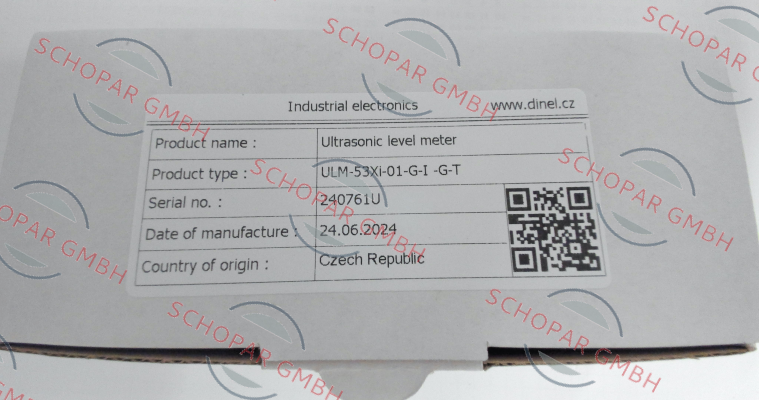 SCHOPAR GMBH
SCHOPAR GMBH
SCHOPAR GMBH
Industrial electronics www.dinel.cz
Product name : Ultrasonic level meter
Product type : ULM-53Xi-01-G-I -G-T
Serial no. : 240761U
Date of manufacture : 24.06.2024
Country of origin : Czech Republic
SCHOPAR GMBH
SCHOPAR GMBH
SCHOPAR GMBH
SCHOPAR GMBH
SCHOPAR GMBH